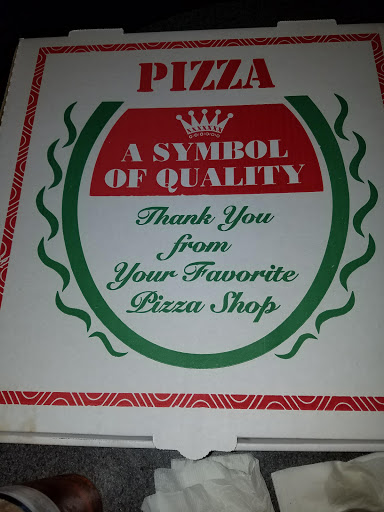 PIZZA
A SYMBOL
OF QUALITY
Thank You
from
Your Favorite
Pizza Shop